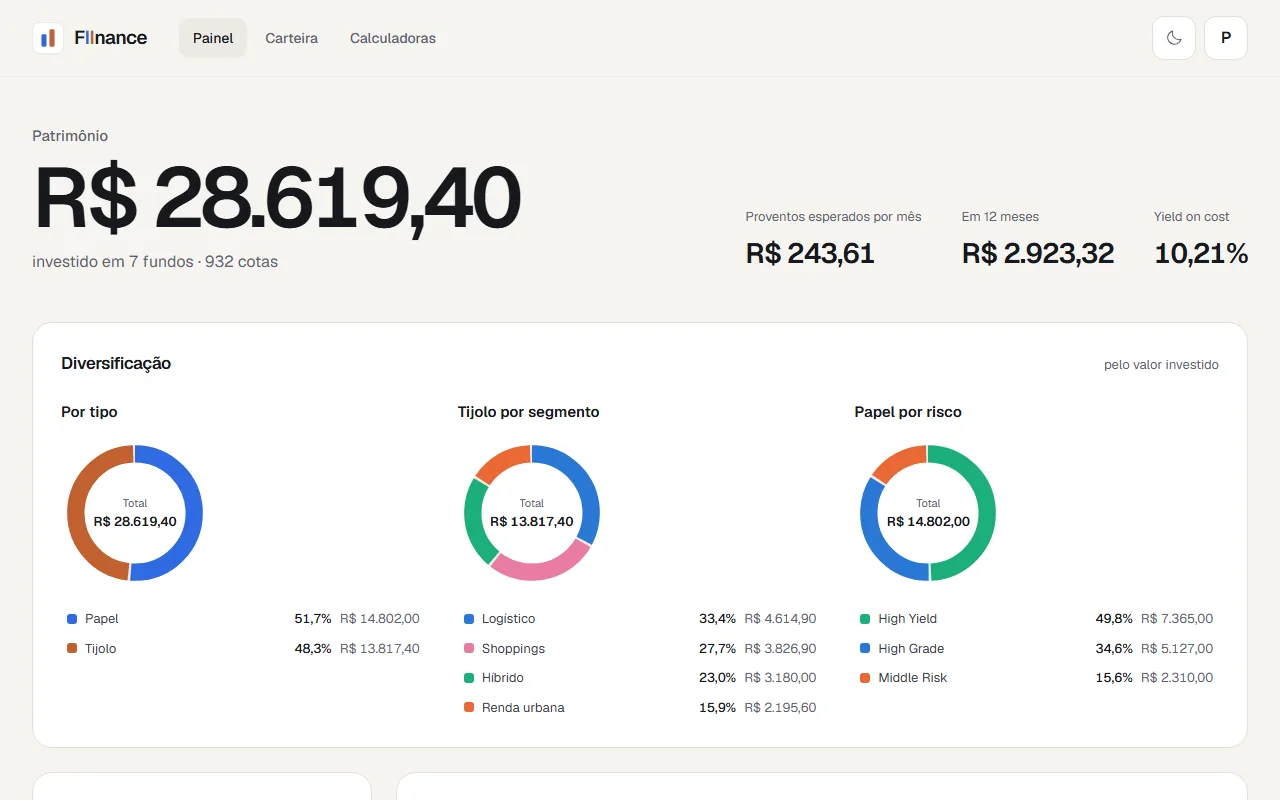 FIInance
Painel
Carteira
Calculadoras
P
Patrimônio
R$ 28.619,40
investido em 7 fundos · 932 cotas
Proventos esperados por mês
R$ 243,61
Em 12 meses
R$ 2.923,32
Yield on cost
10,21%
Diversificação
pelo valor investido
Por tipo
Total
R$ 28.619,40
Papel 51,7% R$ 14.802,00
Tijolo 48,3% R$ 13.817,40
Tijolo por segmento
Total
R$ 13.817,40
Logístico 33,4% R$ 4.614,90
Shoppings 27,7% R$ 3.826,90
Híbrido 23,0% R$ 3.180,00
Renda urbana 15,9% R$ 2.195,60
Papel por risco
Total
R$ 14.802,00
High Yield 49,8% R$ 7.365,00
High Grade 34,6% R$ 5.127,00
Middle Risk 15,6% R$ 2.310,00